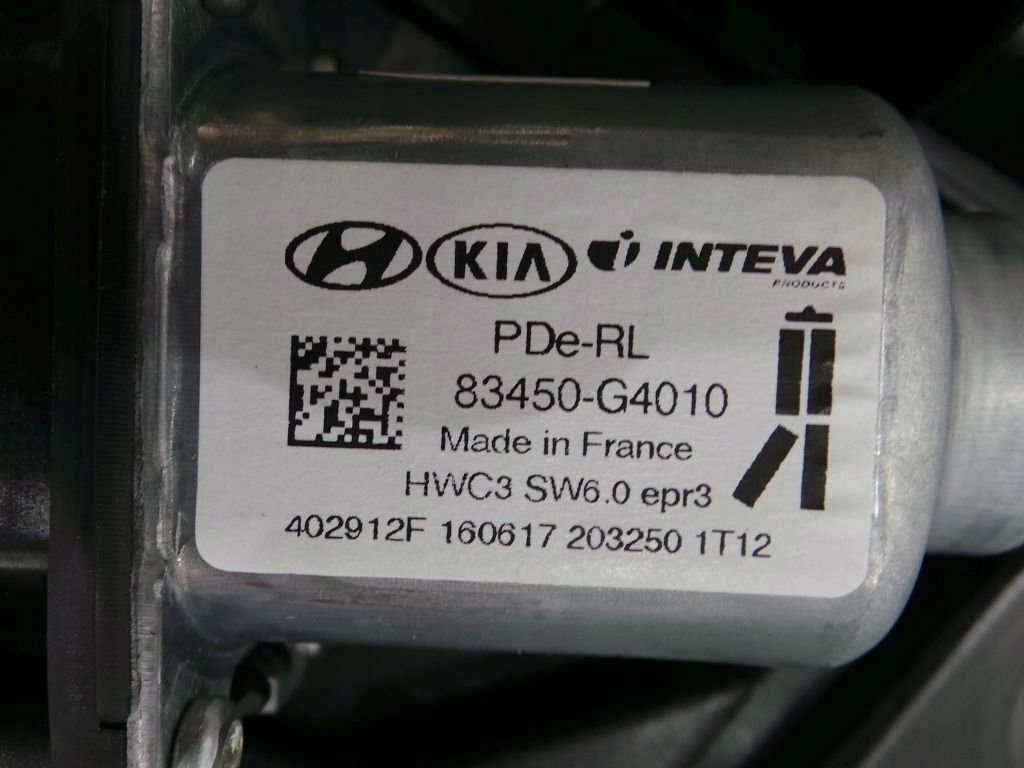 KIA INTEVA
PRODUCTS
PDe-RL
83450-G4010
Made in France
HWC3 SW6.0 epr3
402912F 160617 203250 1T12